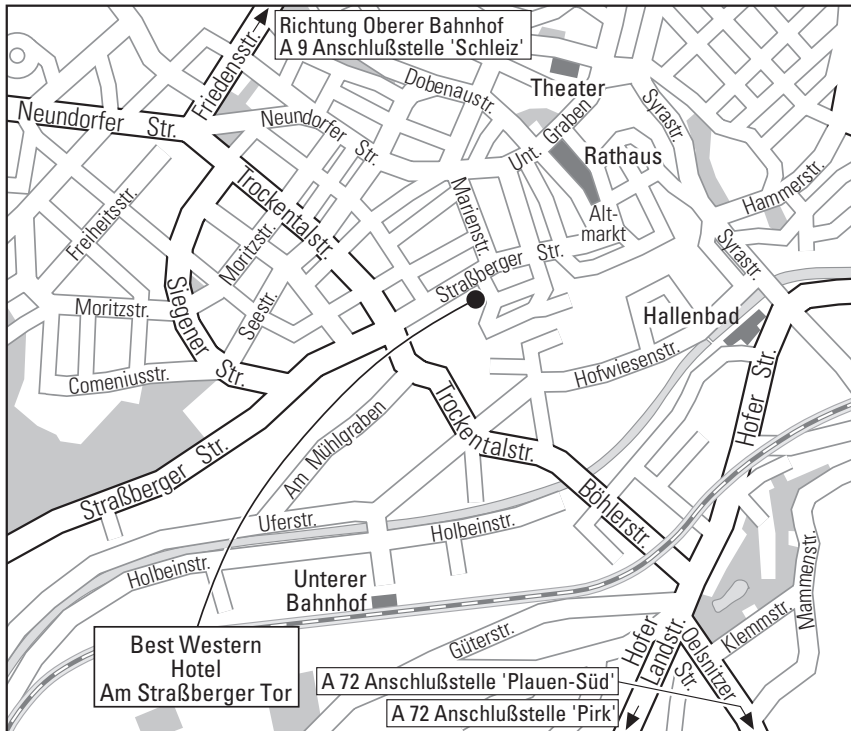 Richtung Oberer Bahnhof
A 9 Anschlußstelle 'Schleiz'
Friedensstr.
Dobenaustr.
Theater
Neundorfer Str.
Neundorfer Str.
Unt. Graben
Syrastr.
Rathaus
Hammerstr.
Trockentalstr.
Marienstr.
Alt-
markt
Freiheitsstr.
Moritzstr.
Straßberger Str.
Syrastr.
Siegener Str.
Moritzstr.
Seestr.
Hallenbad
Comeniusstr.
Hofwiesenstr.
Hofer Str.
Trockentalstr.
Am Mühlgraben
Straßberger Str.
Böhlerstr.
Uferstr.
Holbeinstr.
Holbeinstr.
Unterer
Bahnhof
Mammenstr.
Klemmstr.
Güterstr.
Best Western
Hotel
Am Straßberger Tor
Hofer
Landstr.
Oelsnitzer
Str.
A 72 Anschlußstelle 'Plauen-Süd'
A 72 Anschlußstelle 'Pirk'